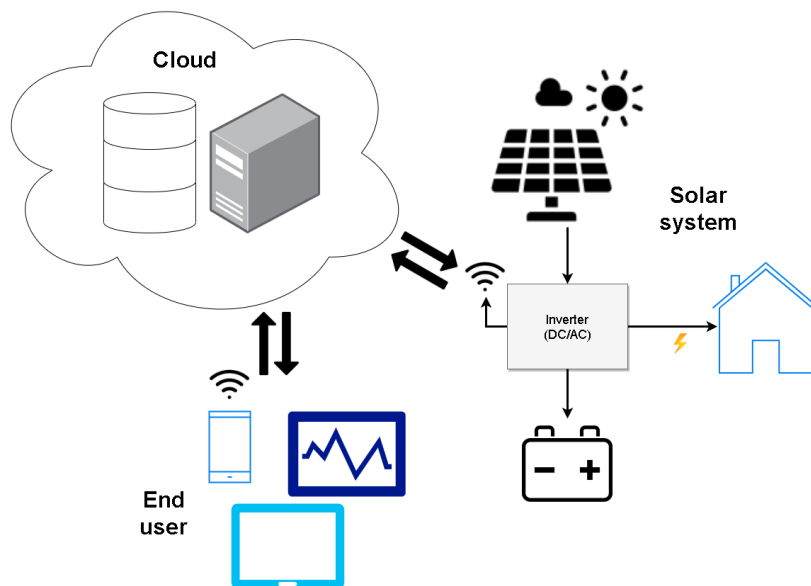 Cloud
Solar
system
Inverter
(DC/AC)
End
user